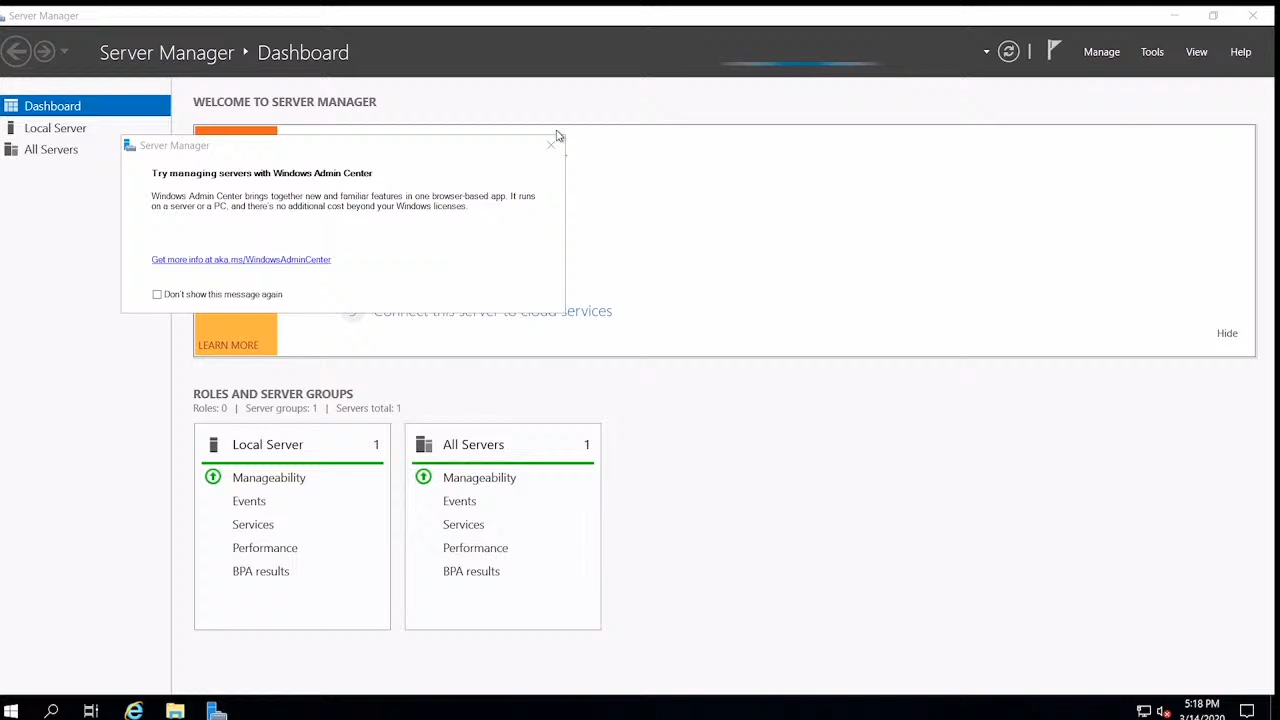 Server Manager
Server Manager ‣ Dashboard
Manage Tools View Help
Dashboard
Local Server
All Servers
WELCOME TO SERVER MANAGER
Server Manager
Try managing servers with Windows Admin Center
Windows Admin Center brings together new and familiar features in one browser-based app. It runs
on a server or a PC, and there's no additional cost beyond your Windows licenses.
Get more info at aka.ms/WindowsAdminCenter
Don't show this message again
Connect this server to cloud services
Hide
LEARN MORE
ROLES AND SERVER GROUPS
Roles: 0 | Server groups: 1 | Servers total: 1
Local Server 1
Manageability
Events
Services
Performance
BPA results
All Servers 1
Manageability
Events
Services
Performance
BPA results
5:18 PM
3/14/2020